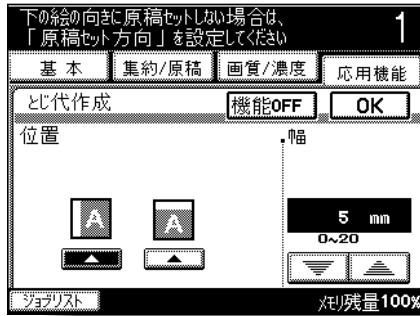 下の絵の向きに原稿セットしない場合は、
「原稿セット方向」を設定してください
1
基本
集約/原稿
画質/濃度
応用機能
とじ代作成
機能OFF
OK
位置
幅
A
A
5 mm
0~20
ジョブリスト
メモリ残量100%